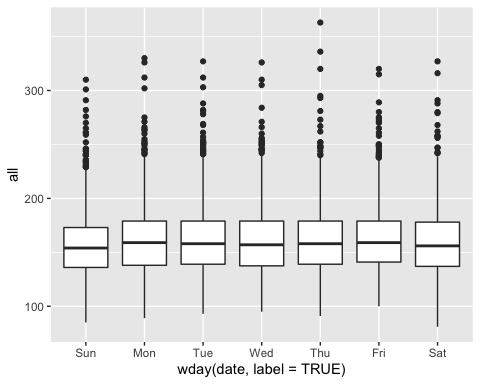 300
200
100
all
Sun Mon Tue Wed Thu Fri Sat
wday(date, label = TRUE)